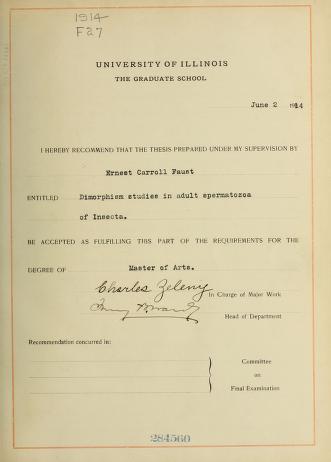 1914
F27
UNIVERSITY OF ILLINOIS
THE GRADUATE SCHOOL
June 2 1914
I HEREBY RECOMMEND THAT THE THESIS PREPARED UNDER MY SUPERVISION BY
Ernest Carroll Faust
ENTITLED Dimorphism studies in adult spermatozoa
of Insecta.
BE ACCEPTED AS FULFILLING THIS PART OF THE REQUIREMENTS FOR THE
DEGREE OF Master of Arts.
Charles Zeleny
In Charge of Major Work
Henry B. Ward
Head of Department
Recommendation concurred in:
Committee
on
Final Examination
284560